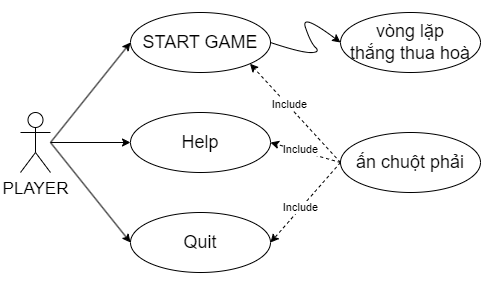 START GAME
vòng lặp
thắng thua hoà
Include
Help
Include
ấn chuột phải
PLAYER
Include
Quit